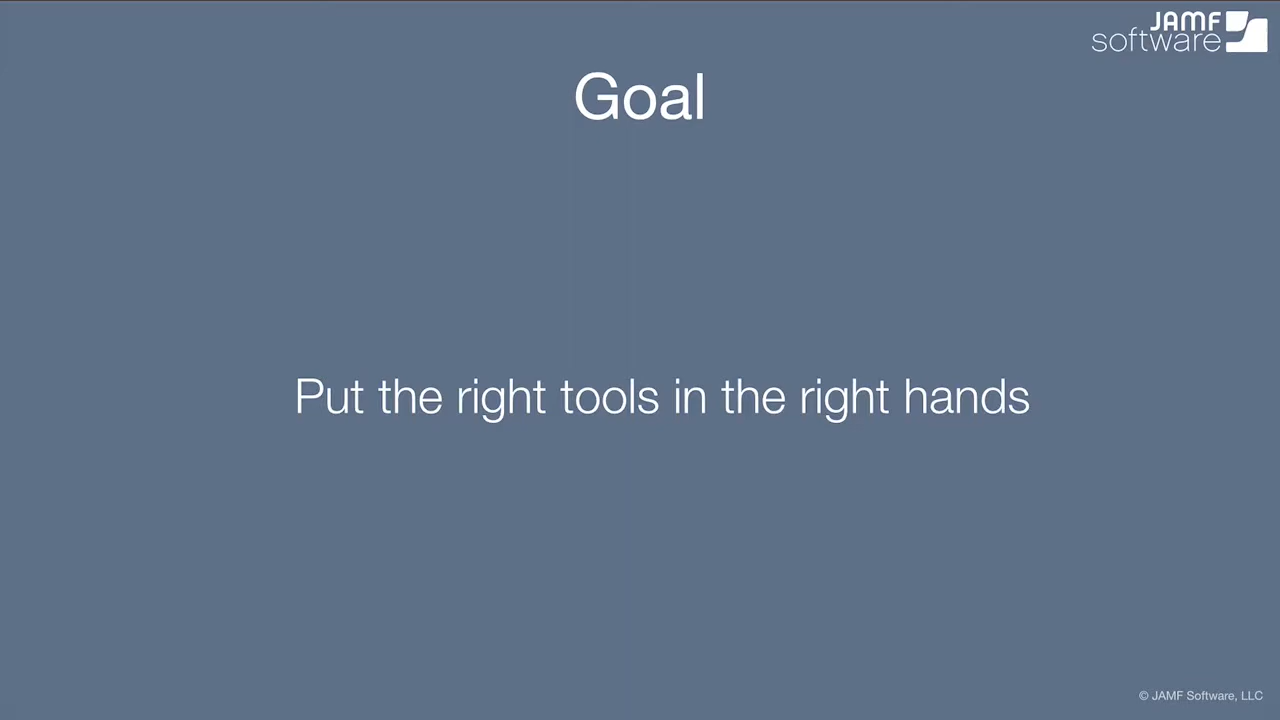 JAMF
software
Goal
Put the right tools in the right hands
© JAMF Software, LLC